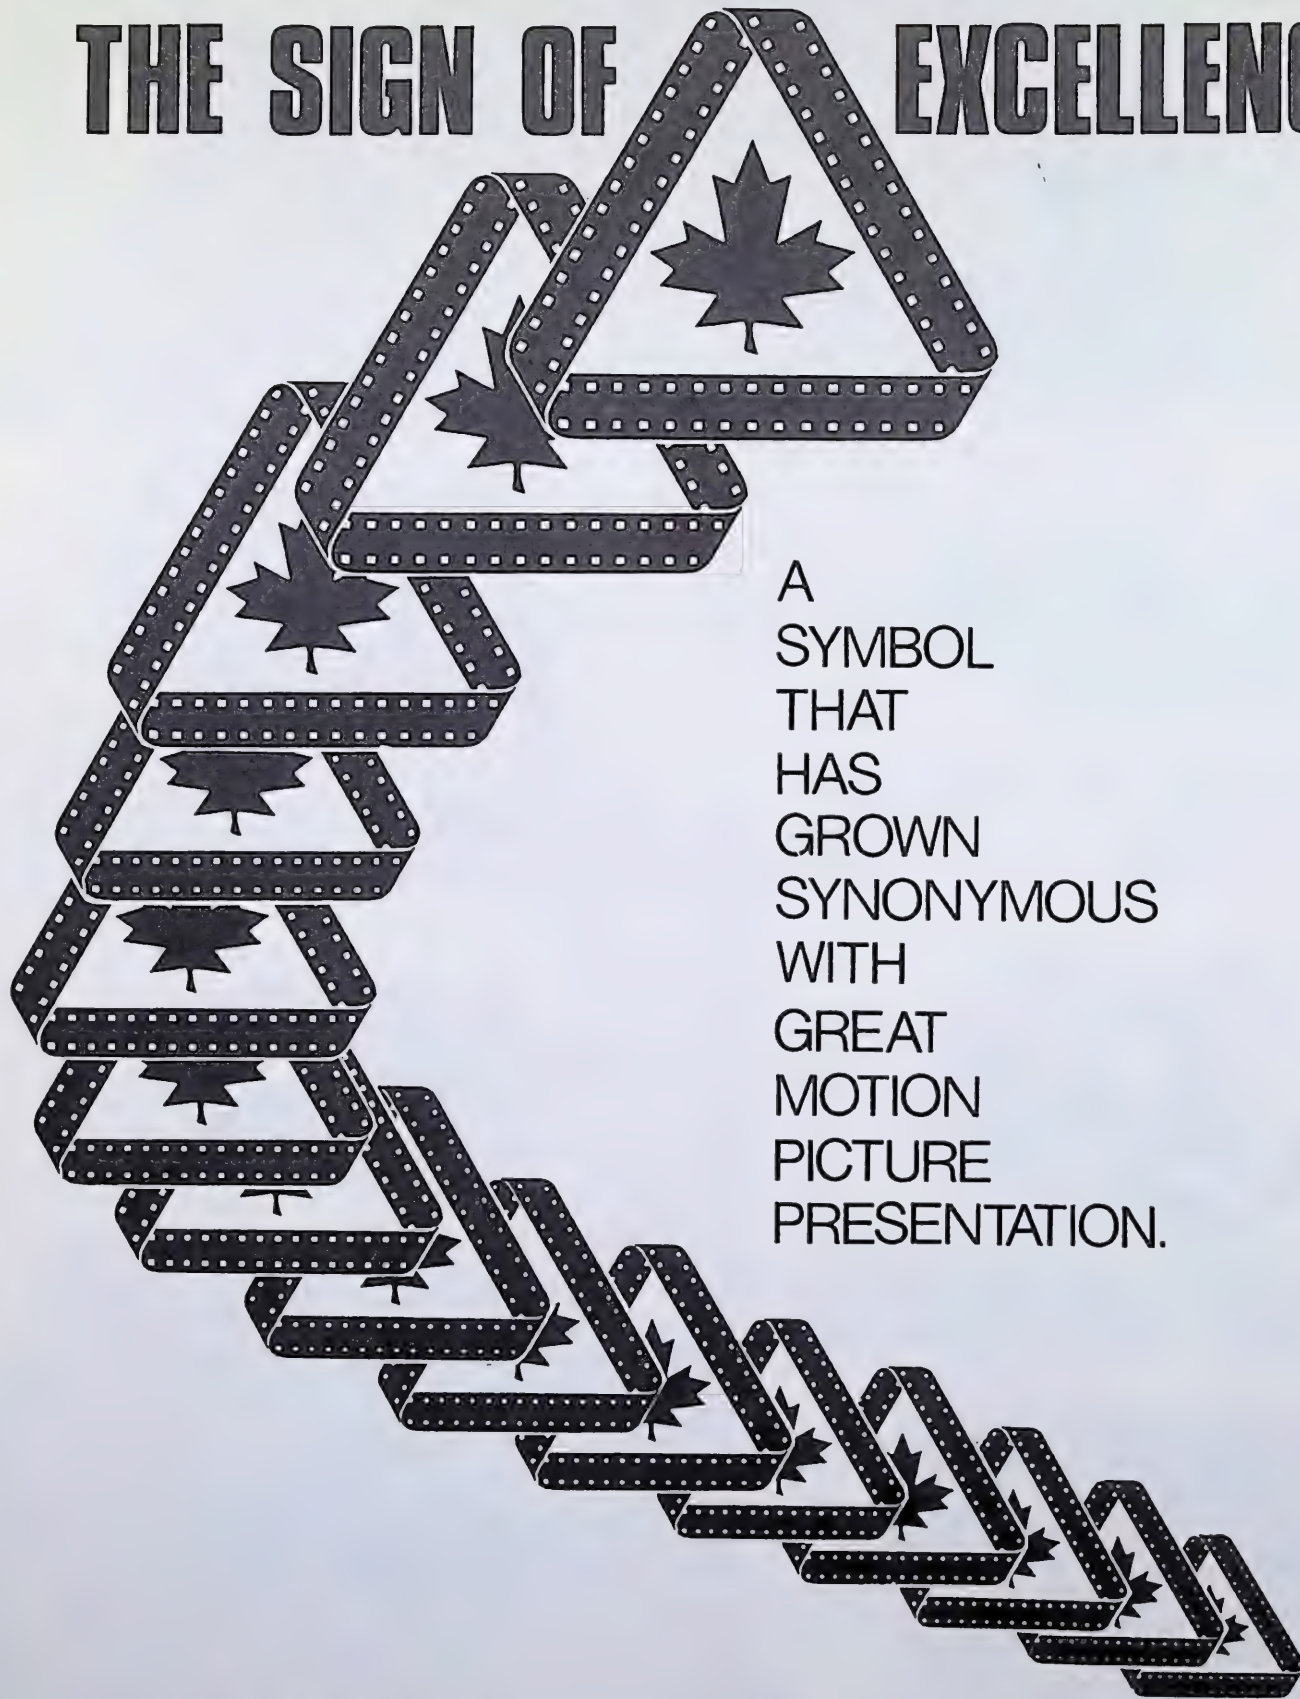 THE SIGN OF EXCELLENC
A
SYMBOL
THAT
HAS
GROWN
SYNONYMOUS
WITH
GREAT
MOTION
PICTURE
PRESENTATION.